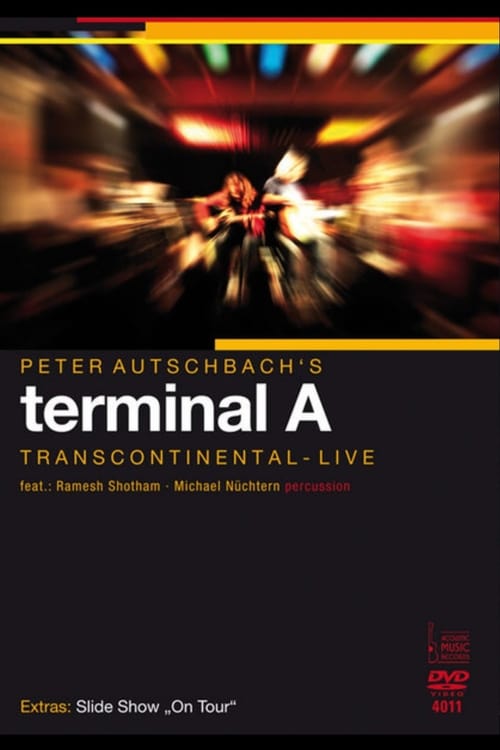 PETER AUTSCHBACH'S
terminal A
TRANSCONTINENTAL-LIVE
feat.: Ramesh Shotham · Michael Nüchtern percussion
ACOUSTIC
MUSIC
RECORDS
DVD
VIDEO
4011
Extras: Slide Show „On Tour“